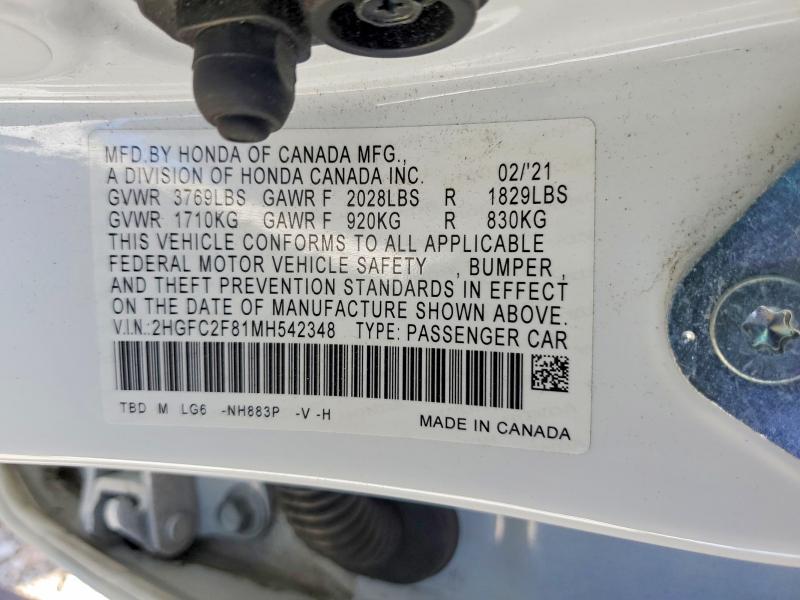 MFD.BY HONDA OF CANADA MFG.,
A DIVISION OF HONDA CANADA INC. 02/'21
GVWR 3769LBS GAWR F 2028LBS R 1829LBS
GVWR 1710KG GAWR F 920KG R 830KG
THIS VEHICLE CONFORMS TO ALL APPLICABLE
FEDERAL MOTOR VEHICLE SAFETY , BUMPER ,
AND THEFT PREVENTION STANDARDS IN EFFECT
ON THE DATE OF MANUFACTURE SHOWN ABOVE.
V.I.N.:2HGFC2F81MH542348 TYPE: PASSENGER CAR
TBD M LG6 -NH883P -V -H
MADE IN CANADA